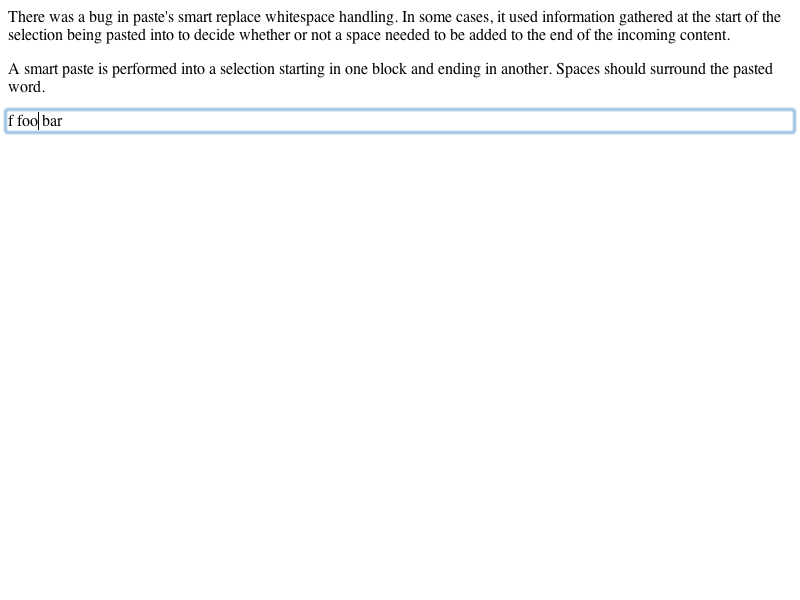 There was a bug in paste's smart replace whitespace handling. In some cases, it used information gathered at the start of the
selection being pasted into to decide whether or not a space needed to be added to the end of the incoming content.
A smart paste is performed into a selection starting in one block and ending in another. Spaces should surround the pasted
word.
f foo bar